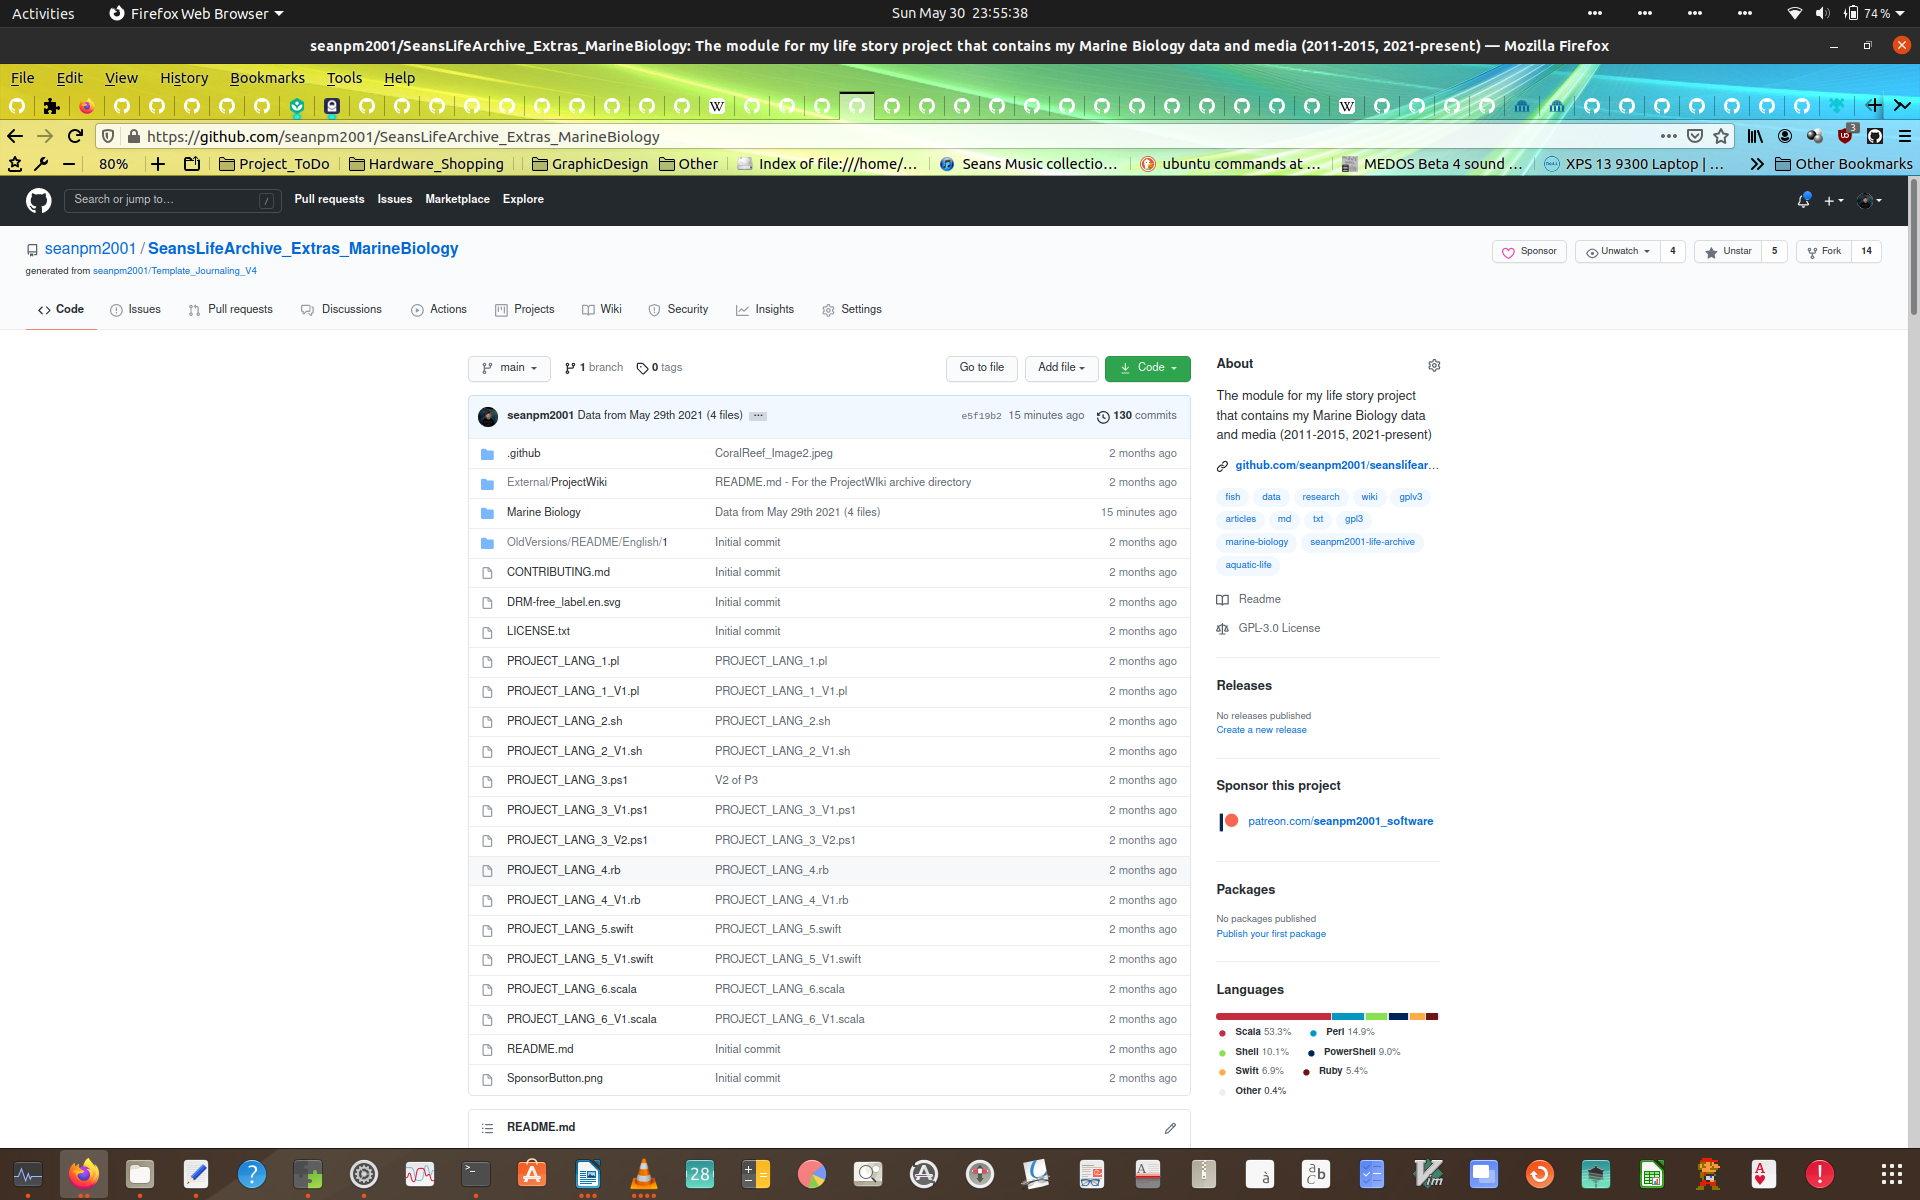 Activities Firefox Web Browser Sun May 30 23:55:38 74 %
seanpm2001/SeansLifeArchive_Extras_MarineBiology: The module for my life story project that contains my Marine Biology data and media (2011-2015, 2021-present) — Mozilla Firefox
File Edit View History Bookmarks Tools Help
https://github.com/seanpm2001/SeansLifeArchive_Extras_MarineBiology 3
80% Project_ToDo Hardware_Shopping GraphicDesign Other Index of file:///home/… Seans Music collectio… ubuntu commands at … MEDOS Beta 4 sound … XPS 13 9300 Laptop | … Other Bookmarks
Search or jump to… / Pull requests Issues Marketplace Explore
seanpm2001 / SeansLifeArchive_Extras_MarineBiology Sponsor Unwatch 4 Unstar 5 Fork 14
generated from seanpm2001/Template_Journaling_V4
Code Issues Pull requests Discussions Actions Projects Wiki Security Insights Settings
main 1 branch 0 tags Go to file Add file Code
seanpm2001 Data from May 29th 2021 (4 files) e5f19b2 15 minutes ago 130 commits
.github CoralReef_Image2.jpeg 2 months ago
External/ProjectWiki README.md - For the ProjectWIki archive directory 2 months ago
Marine Biology Data from May 29th 2021 (4 files) 15 minutes ago
OldVersions/README/English/1 Initial commit 2 months ago
CONTRIBUTING.md Initial commit 2 months ago
DRM-free_label.en.svg Initial commit 2 months ago
LICENSE.txt Initial commit 2 months ago
PROJECT_LANG_1.pl PROJECT_LANG_1.pl 2 months ago
PROJECT_LANG_1_V1.pl PROJECT_LANG_1_V1.pl 2 months ago
PROJECT_LANG_2.sh PROJECT_LANG_2.sh 2 months ago
PROJECT_LANG_2_V1.sh PROJECT_LANG_2_V1.sh 2 months ago
PROJECT_LANG_3.ps1 V2 of P3 2 months ago
PROJECT_LANG_3_V1.ps1 PROJECT_LANG_3_V1.ps1 2 months ago
PROJECT_LANG_3_V2.ps1 PROJECT_LANG_3_V2.ps1 2 months ago
PROJECT_LANG_4.rb PROJECT_LANG_4.rb 2 months ago
PROJECT_LANG_4_V1.rb PROJECT_LANG_4_V1.rb 2 months ago
PROJECT_LANG_5.swift PROJECT_LANG_5.swift 2 months ago
PROJECT_LANG_5_V1.swift PROJECT_LANG_5_V1.swift 2 months ago
PROJECT_LANG_6.scala PROJECT_LANG_6.scala 2 months ago
PROJECT_LANG_6_V1.scala PROJECT_LANG_6_V1.scala 2 months ago
README.md Initial commit 2 months ago
SponsorButton.png Initial commit 2 months ago
README.md
About
The module for my life story project
that contains my Marine Biology data
and media (2011-2015, 2021-present)
github.com/seanpm2001/seanslifear…
fish data research wiki gplv3
articles md txt gpl3
marine-biology seanpm2001-life-archive
aquatic-life
Readme
GPL-3.0 License
Releases
No releases published
Create a new release
Sponsor this project
patreon.com/seanpm2001_software
Packages
No packages published
Publish your first package
Languages
Scala 53.3% Perl 14.9%
Shell 10.1% PowerShell 9.0%
Swift 6.9% Ruby 5.4%
Other 0.4%
28